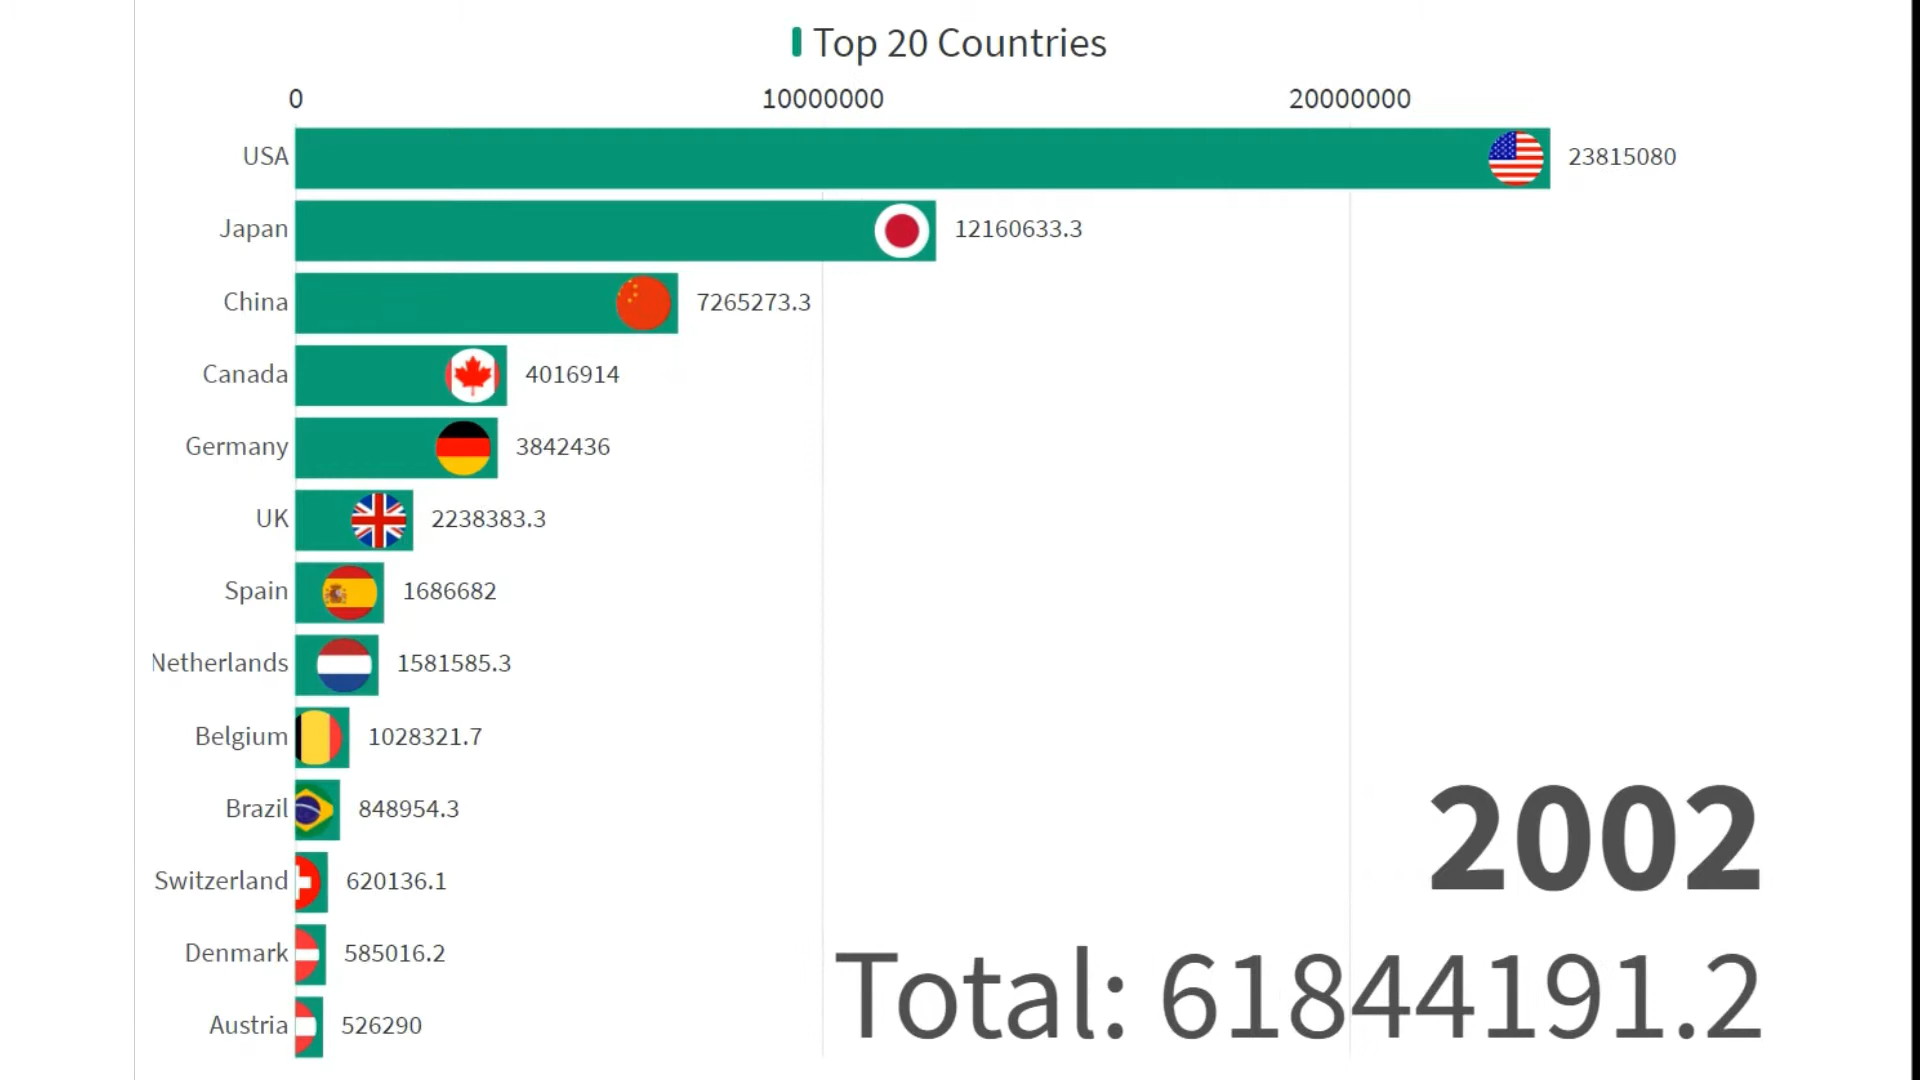 Top 20 Countries
0 10000000 20000000
USA 23815080
Japan 12160633.3
China 7265273.3
Canada 4016914
Germany 3842436
UK 2238383.3
Spain 1686682
Netherlands 1581585.3
Belgium 1028321.7
Brazil 848954.3
Switzerland 620136.1
Denmark 585016.2
Austria 526290
2002
Total: 61844191.2